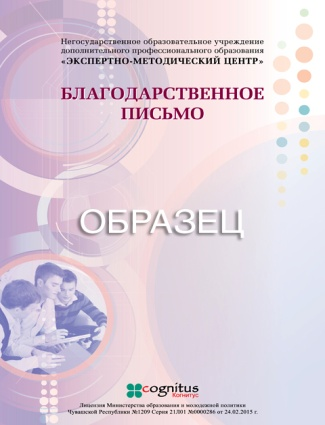 Негосударственное образовательное учреждение
дополнительного профессионального образования
«ЭКСПЕРТНО-МЕТОДИЧЕСКИЙ ЦЕНТР»
БЛАГОДАРСТВЕННОЕ
ПИСЬМО
ОБРАЗЕЦ
cognitus
Когнитус
Лицензия Министерства образования и молодежной политики
Чувашской Республики №1209 Серия 21Л01 №0000286 от 24.02.2015 г.